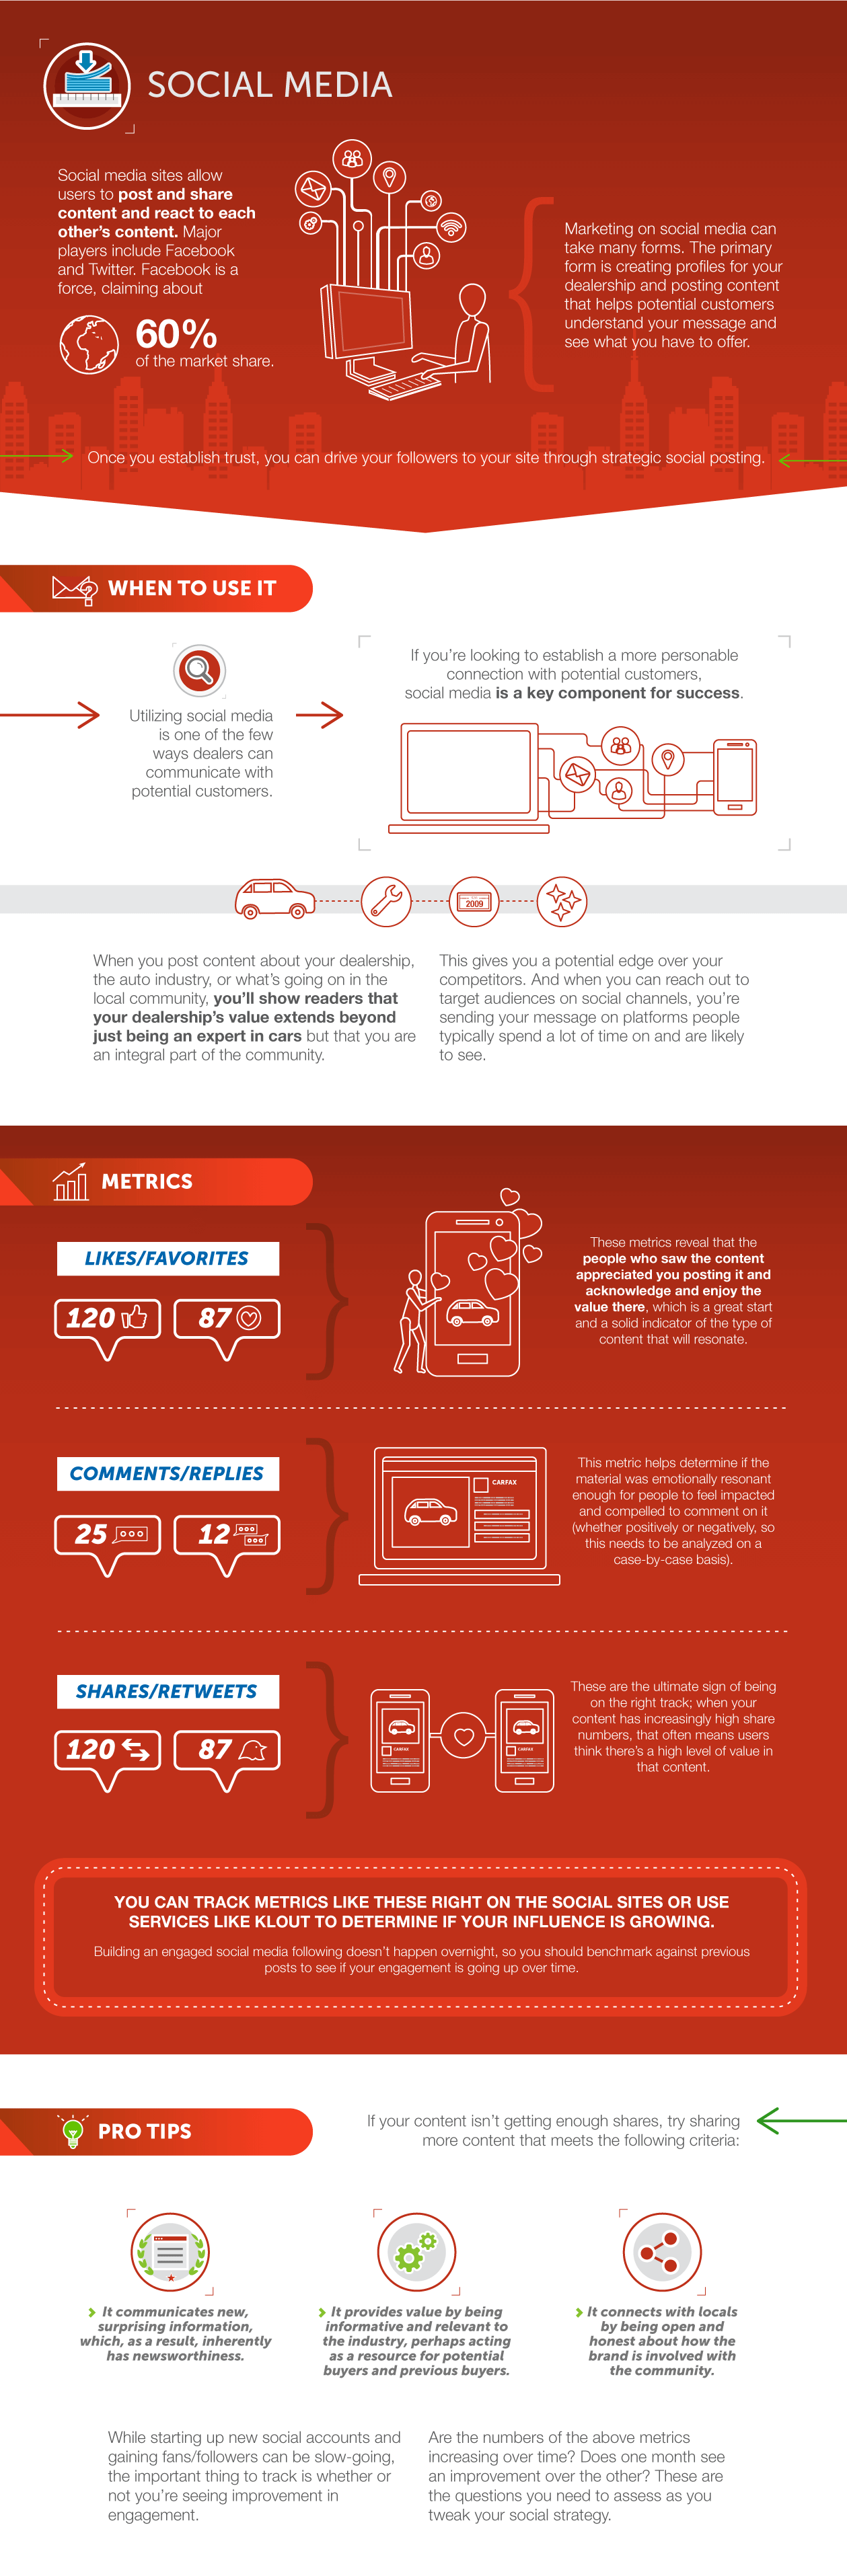 SOCIAL MEDIA
Social media sites allow
users to post and share
content and react to each
other's content. Major
players include Facebook
and Twitter. Facebook is a
force, claiming about
60%
of the market share.
Marketing on social media can
take many forms. The primary
form is creating profiles for your
dealership and posting content
that helps potential customers
understand your message and
see what you have to offer.
Once you establish trust, you can drive your followers to your site through strategic social posting.
WHEN TO USE IT
Utilizing social media
is one of the few
ways dealers can
communicate with
potential customers.
If you're looking to establish a more personable
connection with potential customers,
social media is a key component for success.
2009
When you post content about your dealership,
the auto industry, or what's going on in the
local community, you'll show readers that
your dealership's value extends beyond
just being an expert in cars but that you are
an integral part of the community.
This gives you a potential edge over your
competitors. And when you can reach out to
target audiences on social channels, you're
sending your message on platforms people
typically spend a lot of time on and are likely
to see.
METRICS
LIKES/FAVORITES
120
87
These metrics reveal that the
people who saw the content
appreciated you posting it and
acknowledge and enjoy the
value there, which is a great start
and a solid indicator of the type of
content that will resonate.
COMMENTS/REPLIES
25
12
CARFAX
This metric helps determine if the
material was emotionally resonant
enough for people to feel impacted
and compelled to comment on it
(whether positively or negatively, so
this needs to be analyzed on a
case-by-case basis).
SHARES/RETWEETS
120
87
CARFAX
CARFAX
These are the ultimate sign of being
on the right track; when your
content has increasingly high share
numbers, that often means users
think there's a high level of value in
that content.
YOU CAN TRACK METRICS LIKE THESE RIGHT ON THE SOCIAL SITES OR USE
SERVICES LIKE KLOUT TO DETERMINE IF YOUR INFLUENCE IS GROWING.
Building an engaged social media following doesn't happen overnight, so you should benchmark against previous
posts to see if your engagement is going up over time.
PRO TIPS
If your content isn't getting enough shares, try sharing
more content that meets the following criteria:
It communicates new,
surprising information,
which, as a result, inherently
has newsworthiness.
It provides value by being
informative and relevant to
the industry, perhaps acting
as a resource for potential
buyers and previous buyers.
It connects with locals
by being open and
honest about how the
brand is involved with
the community.
While starting up new social accounts and
gaining fans/followers can be slow-going,
the important thing to track is whether or
not you're seeing improvement in
engagement.
Are the numbers of the above metrics
increasing over time? Does one month see
an improvement over the other? These are
the questions you need to assess as you
tweak your social strategy.